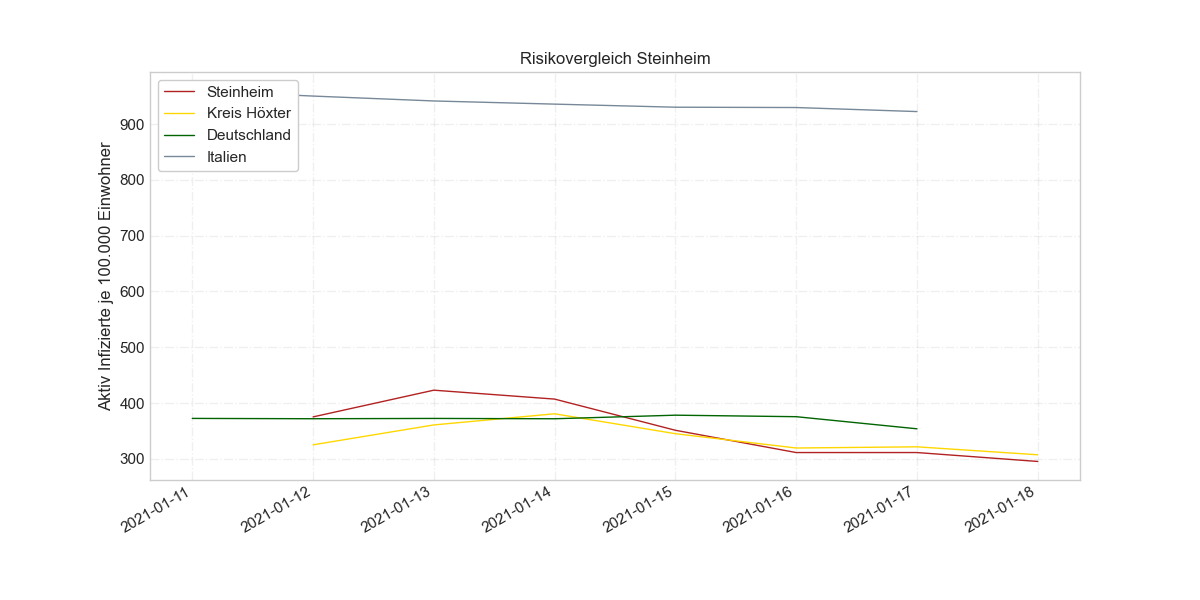 Risikovergleich Steinheim
Steinheim
Kreis Höxter
Deutschland
Italien
Aktiv Infizierte je 100.000 Einwohner
900
800
700
600
500
400
300
2021-01-11
2021-01-12
2021-01-13
2021-01-14
2021-01-15
2021-01-16
2021-01-17
2021-01-18